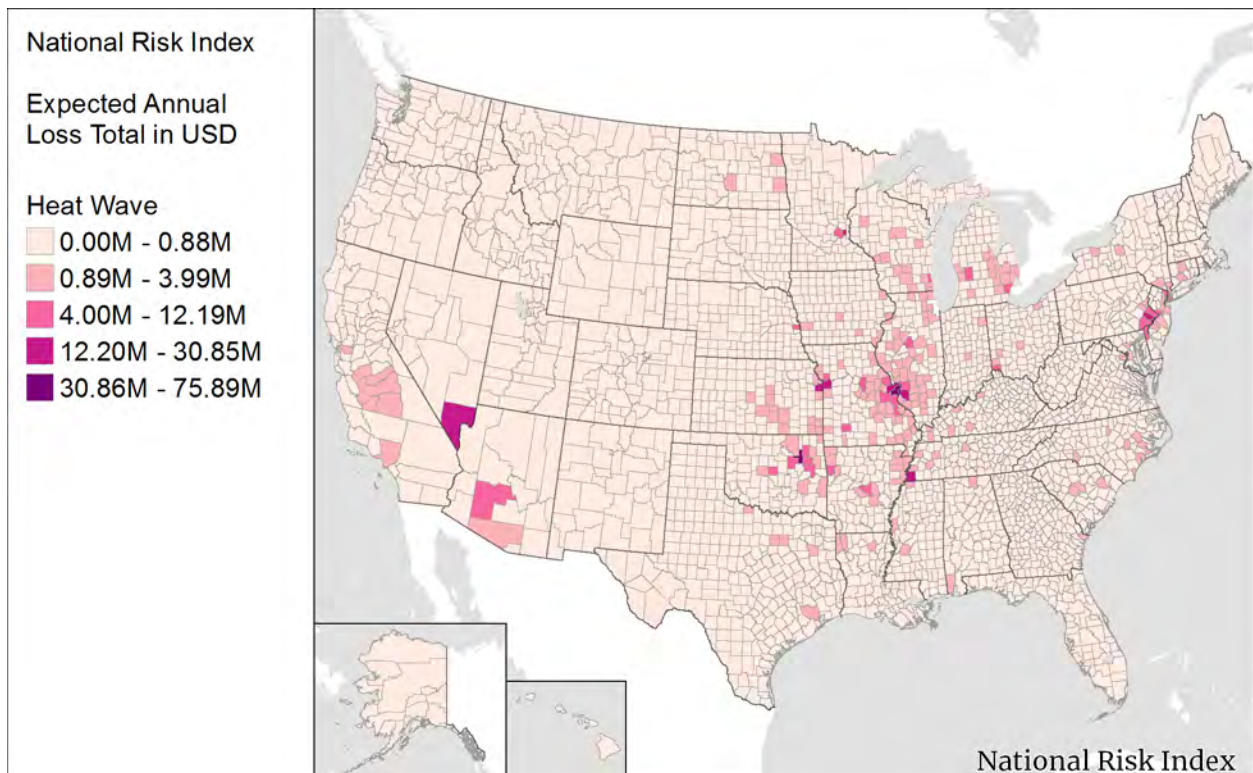 National Risk Index
Expected Annual
Loss Total in USD
Heat Wave
0.00M - 0.88M
0.89M - 3.99M
4.00M - 12.19M
12.20M - 30.85M
30.86M - 75.89M
National Risk Index